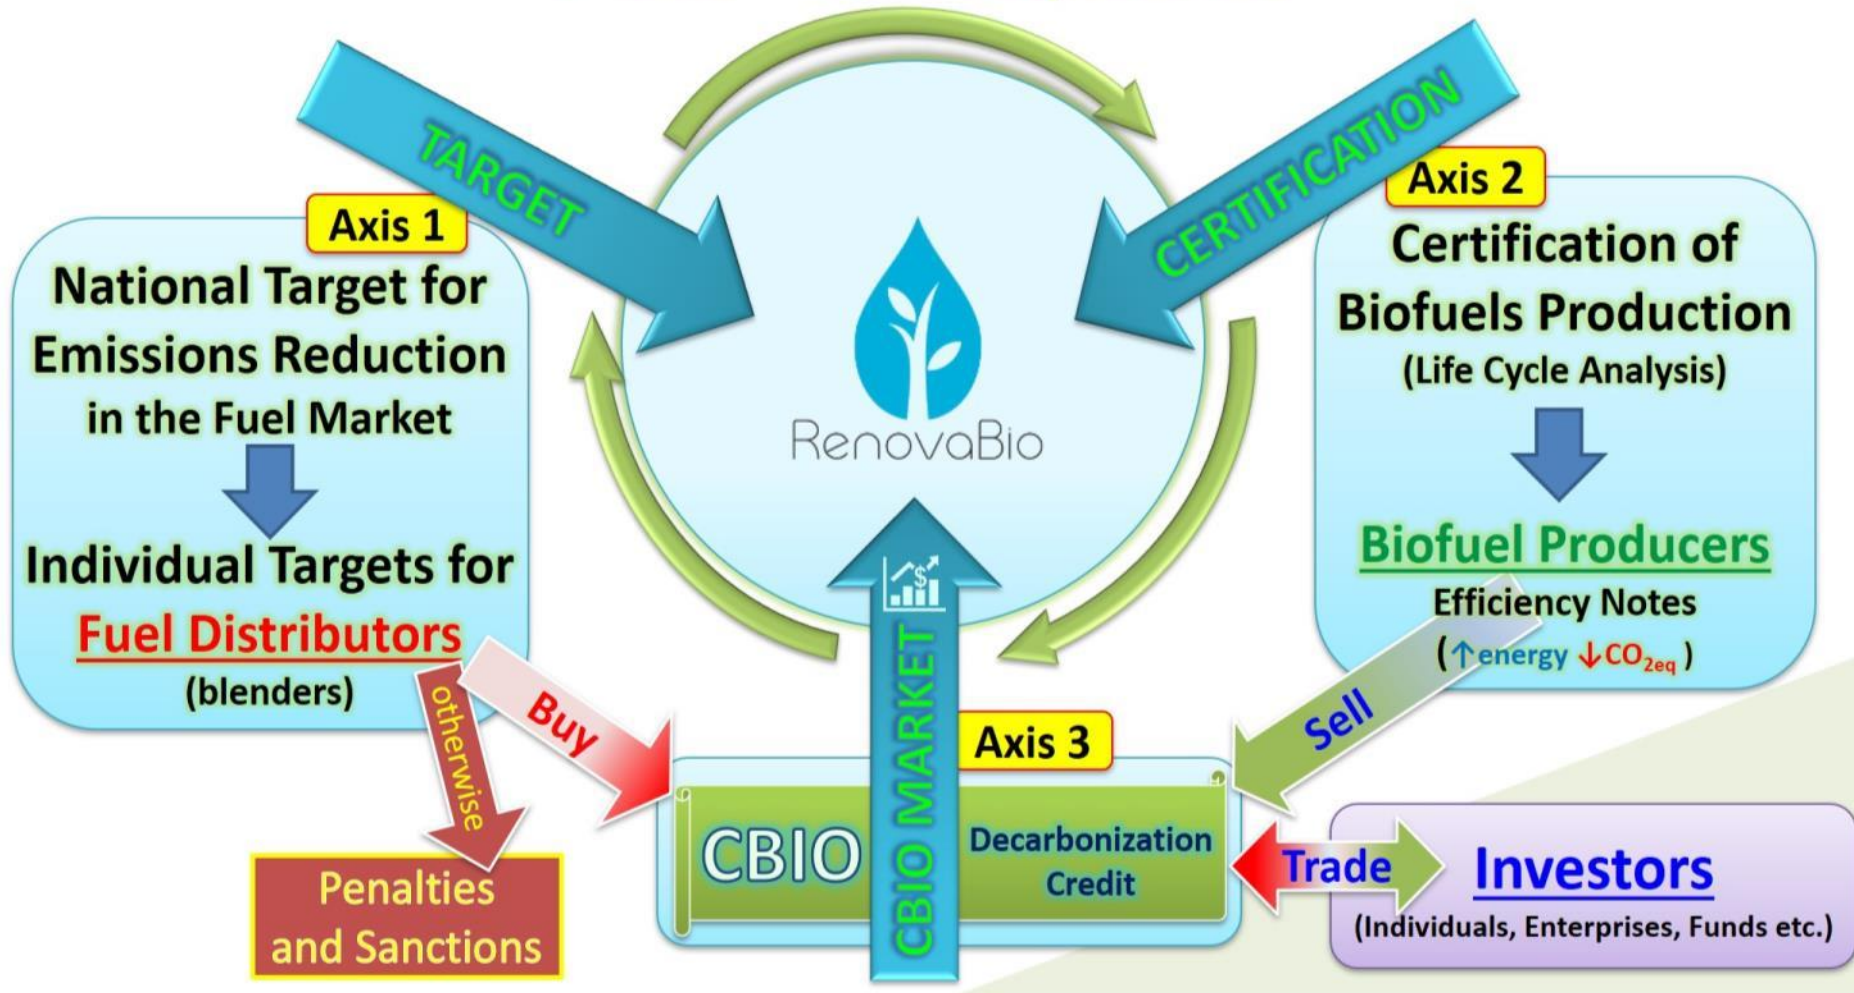 TARGET
CERTIFICATION
Axis 1
National Target for
Emissions Reduction
in the Fuel Market
Individual Targets for
Fuel Distributors
(blenders)
RenovaBio
Axis 2
Certification of
Biofuels Production
(Life Cycle Analysis)
Biofuel Producers
Efficiency Notes
(↑energy ↓CO2eq )
otherwise
Buy
Sell
Penalties
and Sanctions
$
CBIO MARKET
Axis 3
CBIO
Decarbonization
Credit
Trade
Investors
(Individuals, Enterprises, Funds etc.)